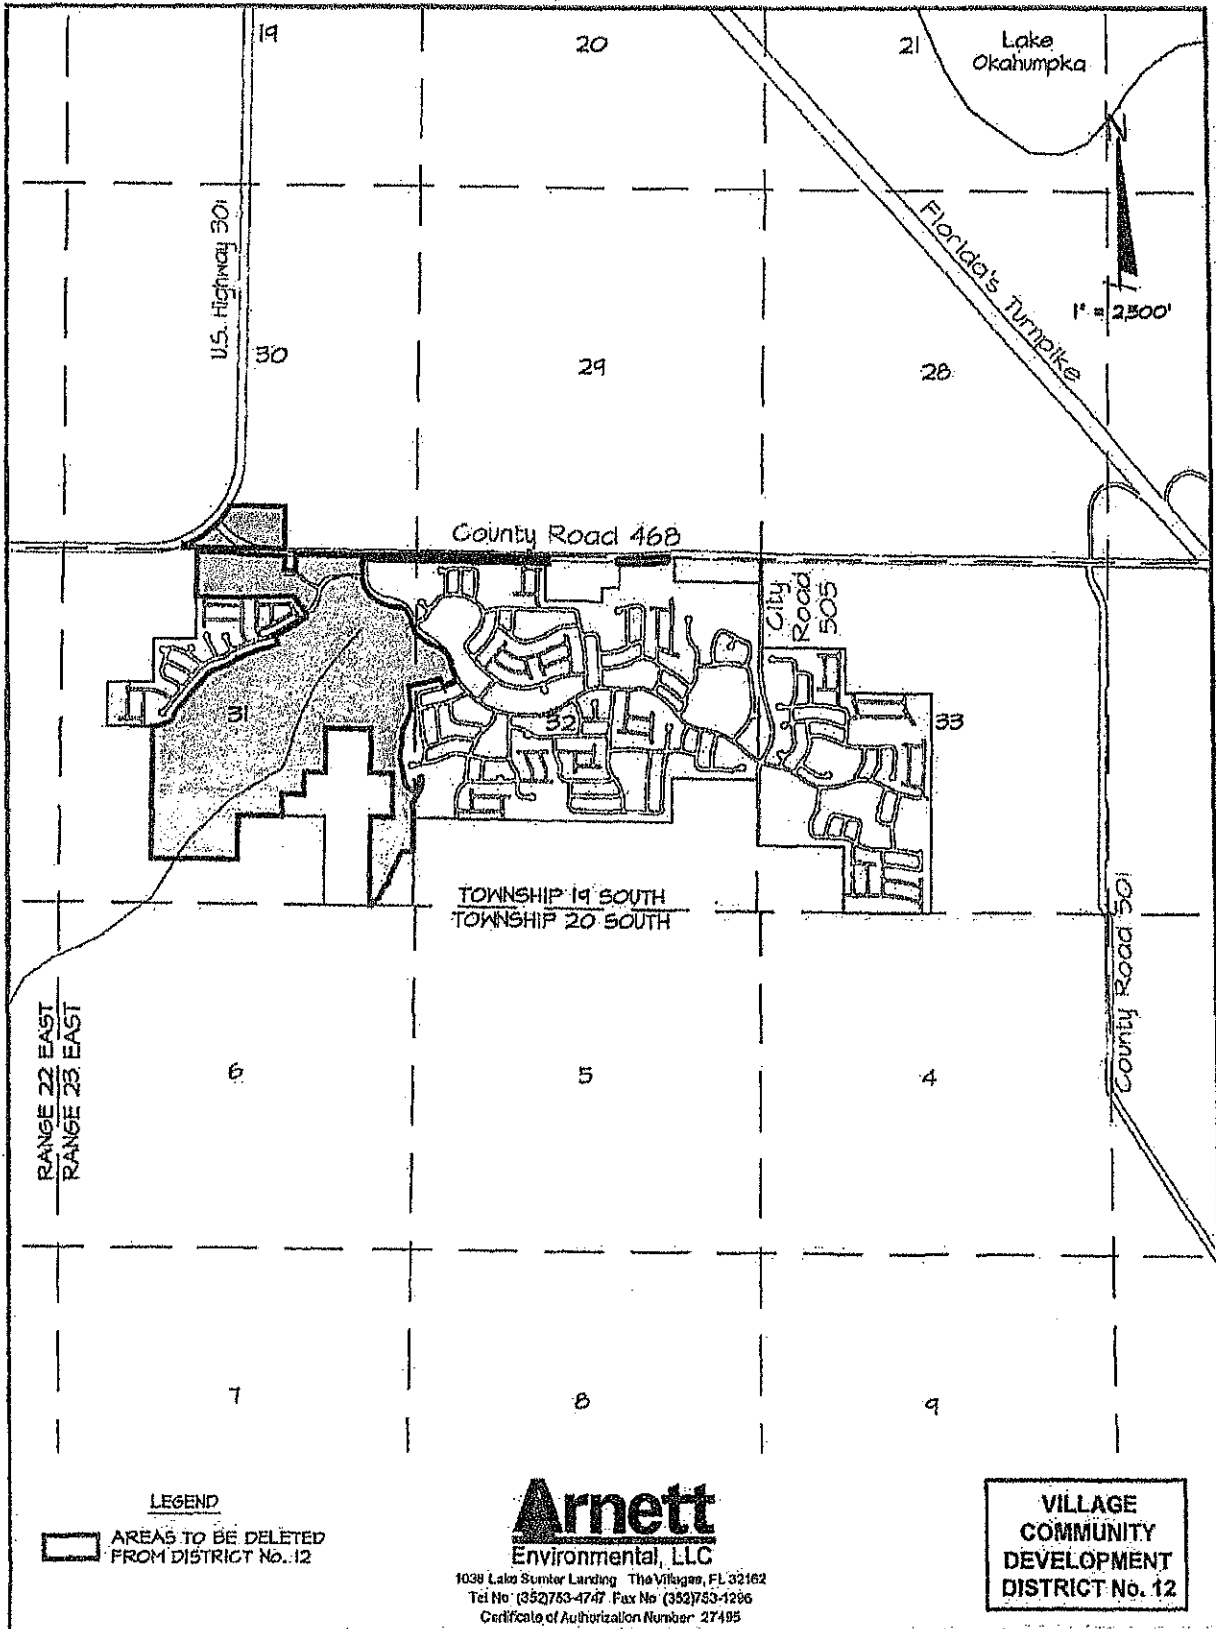 19
20
21
Lake
Okahumpka
N
U.S. Highway 301
Florida's Turnpike
1" = 2,300'
30
29
28
County Road 468
City
Road
505
31
32
33
TOWNSHIP 19 SOUTH
TOWNSHIP 20 SOUTH
RANGE 22 EAST
RANGE 23 EAST
County Road 501
6
5
4
7
8
9
LEGEND
AREAS TO BE DELETED
FROM DISTRICT No. 12
Arnett
Environmental, LLC
1038 Lake Sumter Landing The Villages, FL 32162
Tel No (352)753-4747 Fax No (352)753-1296
Certificate of Authorization Number 27495
VILLAGE
COMMUNITY
DEVELOPMENT
DISTRICT No. 12